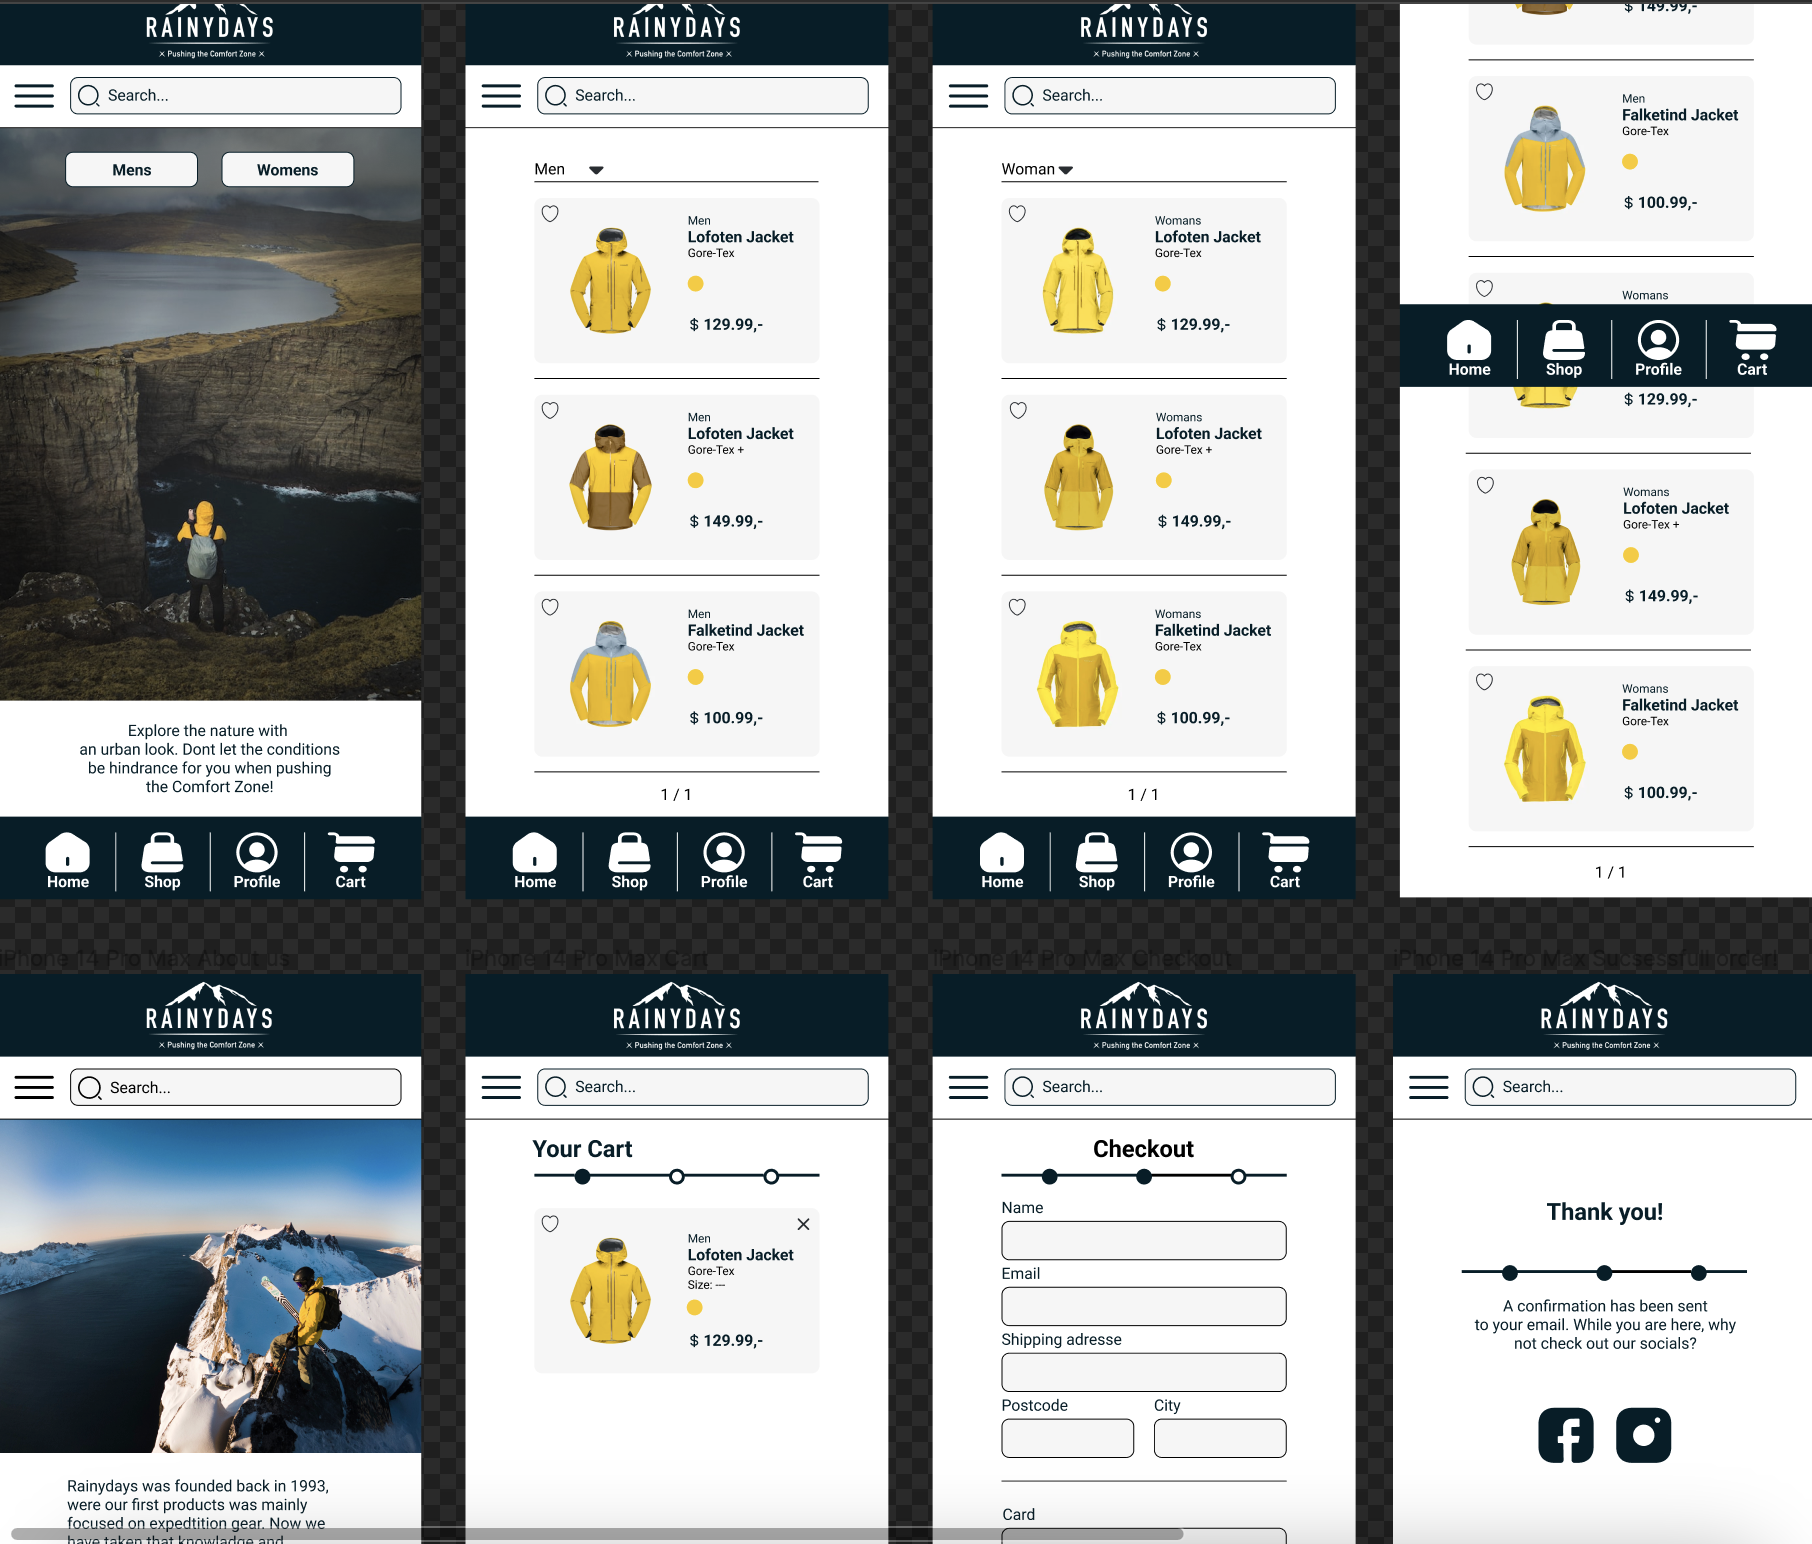 RAINYDAYS
Pushing the Comfort Zone
Search...
Mens
Womens
Explore the nature with
an urban look. Dont let the conditions
be hindrance for you when pushing
the Comfort Zone!
Home
Shop
Profile
Cart
RAINYDAYS
Pushing the Comfort Zone
Search...
Men
Men
Lofoten Jacket
Gore-Tex
$ 129.99,-
Men
Lofoten Jacket
Gore-Tex +
$ 149.99,-
Men
Falketind Jacket
Gore-Tex
$ 100.99,-
1 / 1
Home
Shop
Profile
Cart
RAINYDAYS
Pushing the Comfort Zone
Search...
Woman
Womans
Lofoten Jacket
Gore-Tex
$ 129.99,-
Womans
Lofoten Jacket
Gore-Tex +
$ 149.99,-
Womans
Falketind Jacket
Gore-Tex
$ 100.99,-
1 / 1
Home
Shop
Profile
Cart
$ 149.99,-
Men
Falketind Jacket
Gore-Tex
$ 100.99,-
Womans
Home
Shop
Profile
Cart
$ 129.99,-
Womans
Lofoten Jacket
Gore-Tex +
$ 149.99,-
Womans
Falketind Jacket
Gore-Tex
$ 100.99,-
1 / 1
iPhone 14 Pro Max About us
RAINYDAYS
Pushing the Comfort Zone
Search...
Rainydays was founded back in 1993,
were our first products was mainly
focused on expedtition gear. Now we
have taken that knowladge and
iPhone 14 Pro Max Cart
RAINYDAYS
Pushing the Comfort Zone
Search...
Your Cart
Men
Lofoten Jacket
Gore-Tex
Size: ---
$ 129.99,-
iPhone 14 Pro Max Checkout
RAINYDAYS
Pushing the Comfort Zone
Search...
Checkout
Name
Email
Shipping adresse
Postcode
City
Card
iPhone 14 Pro Max Sucsessfull order!
RAINYDAYS
Pushing the Comfort Zone
Search...
Thank you!
A confirmation has been sent
to your email. While you are here, why
not check out our socials?